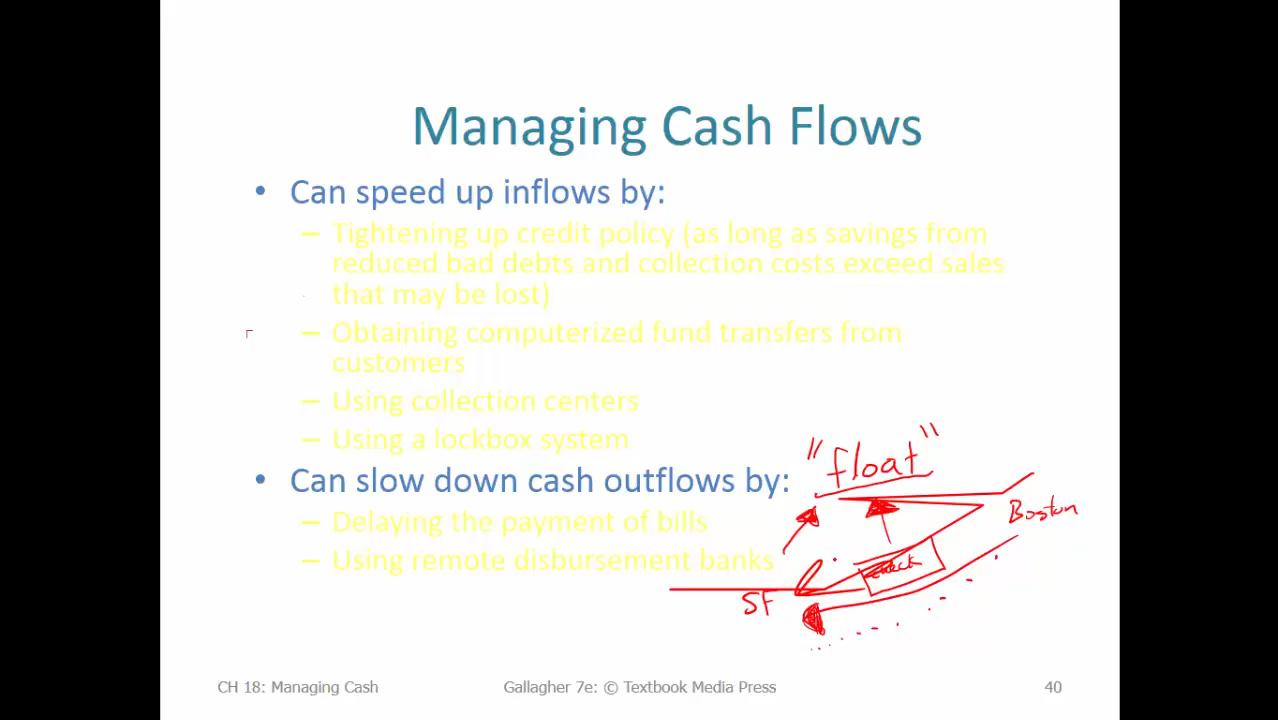 Managing Cash Flows
• Can speed up inflows by:
– Tightening up credit policy (as long as savings from
reduced bad debts and collection costs exceed sales
that may be lost)
– Obtaining computerized fund transfers from
customers
– Using collection centers
– Using a lockbox system
"float"
• Can slow down cash outflows by:
Boston
– Delaying the payment of bills
– Using remote disbursement banks
check
SF
CH 18: Managing Cash
Gallagher 7e: © Textbook Media Press
40